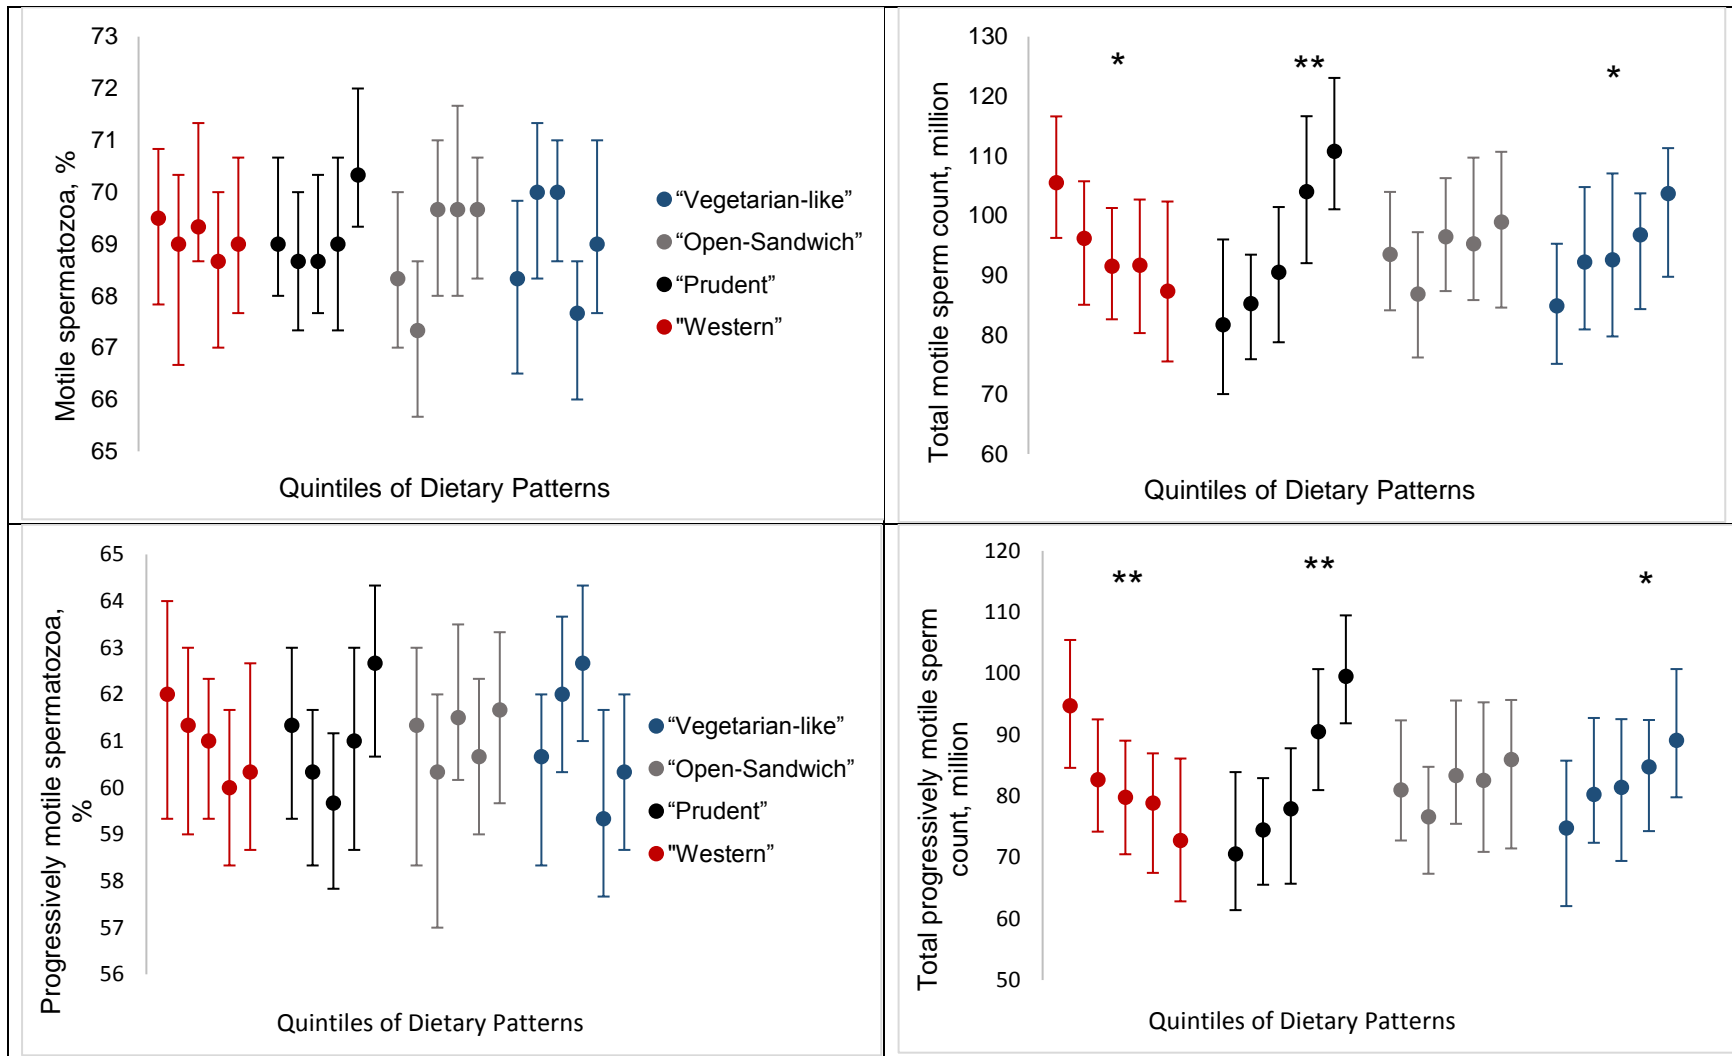 73
72
71
70
69
68
67
66
65
Motile spermatozoa, %
Quintiles of Dietary Patterns
“Vegetarian-like”
“Open-Sandwich”
“Prudent”
"Western”
130
120
110
100
90
80
70
60
Total motile sperm count, million
*
**
*
Quintiles of Dietary Patterns
65
64
63
62
61
60
59
58
57
56
Progressively motile spermatozoa,
%
Quintiles of Dietary Patterns
“Vegetarian-like”
“Open-Sandwich”
“Prudent”
"Western”
120
110
100
90
80
70
60
50
Total progressively motile sperm
count, million
**
**
*
Quintiles of Dietary Patterns